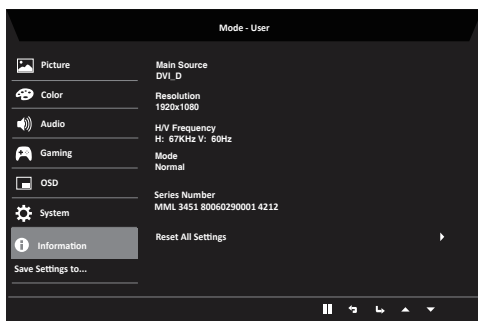 Mode - User
Picture
Color
Audio
Gaming
OSD
System
Information
Save Settings to...
Main Source
DVI_D
Resolution
1920x1080
H/V Frequency
H: 67KHz V: 60Hz
Mode
Normal
Series Number
MML 3451 80060290001 4212
Reset All Settings